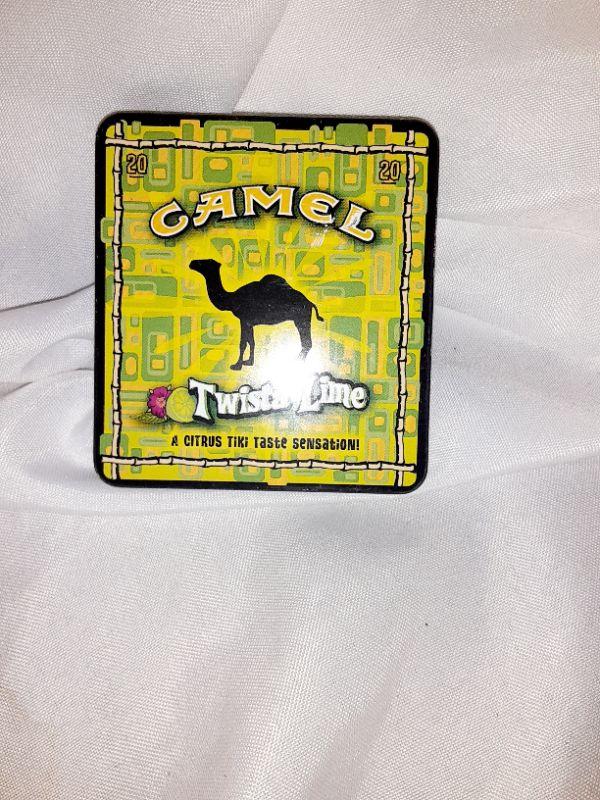 20 20
CAMEL
Twista Lime
A CITRUS TIKI TASTE SENSATION!